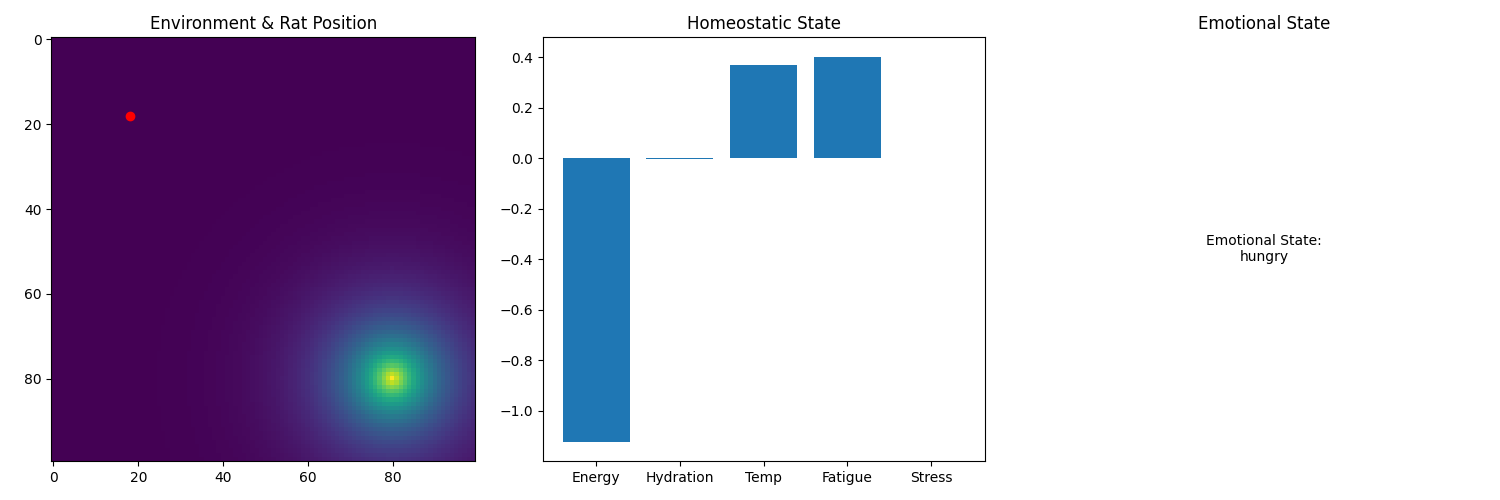 Environment & Rat Position
0
20
40
60
80
0
20
40
60
80
Homeostatic State
0.4
0.2
0.0
−0.2
−0.4
−0.6
−0.8
−1.0
Energy
Hydration
Temp
Fatigue
Stress
Emotional State
Emotional State:
hungry